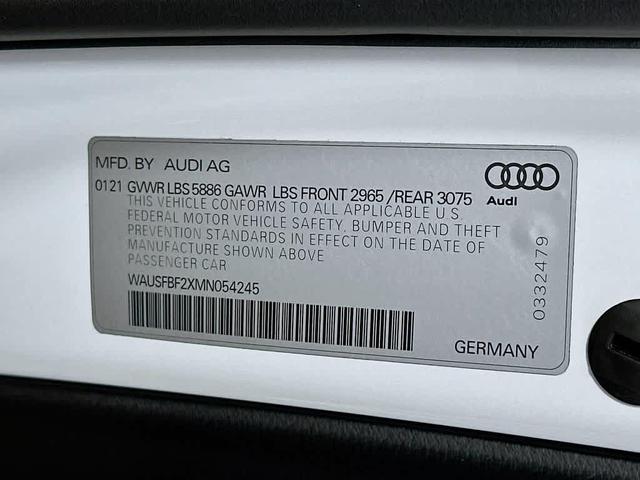 MFD. BY AUDI AG
0121 GVWR LBS 5886 GAWR LBS FRONT 2965 /REAR 3075
THIS VEHICLE CONFORMS TO ALL APPLICABLE U.S.
FEDERAL MOTOR VEHICLE SAFETY, BUMPER AND THEFT
PREVENTION STANDARDS IN EFFECT ON THE DATE OF
MANUFACTURE SHOWN ABOVE
PASSENGER CAR
WAUSFBF2XMN054245
GERMANY
Audi
0332479